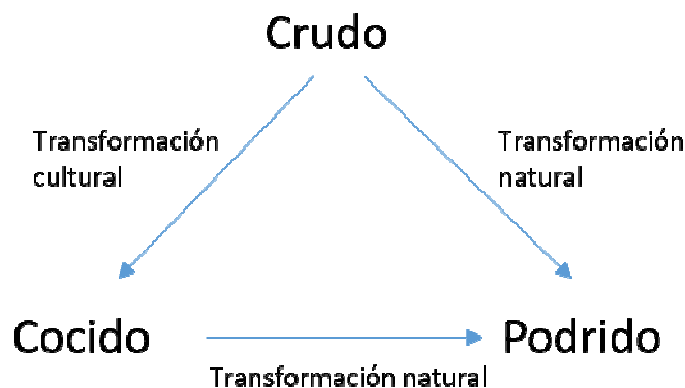 Crudo
Transformación
cultural
Transformación
natural
Cocido
Podrido
Transformación natural